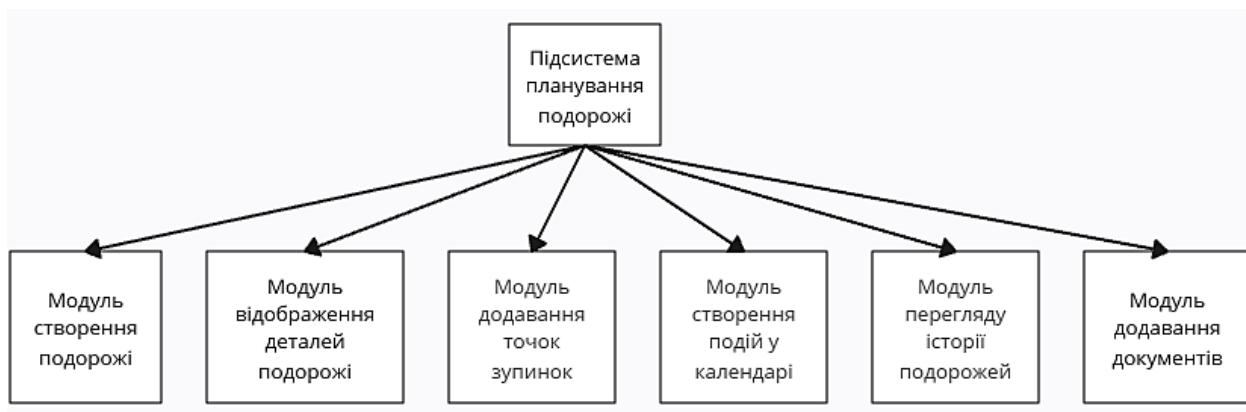 Підсистема
планування
подорожі
Модуль
створення
подорожі
Модуль
відображення
деталей
подорожі
Модуль
додавання
точок
зупинок
Модуль
створення
подій у
календарі
Модуль
перегляду
історії
подорожей
Модуль
додавання
документів